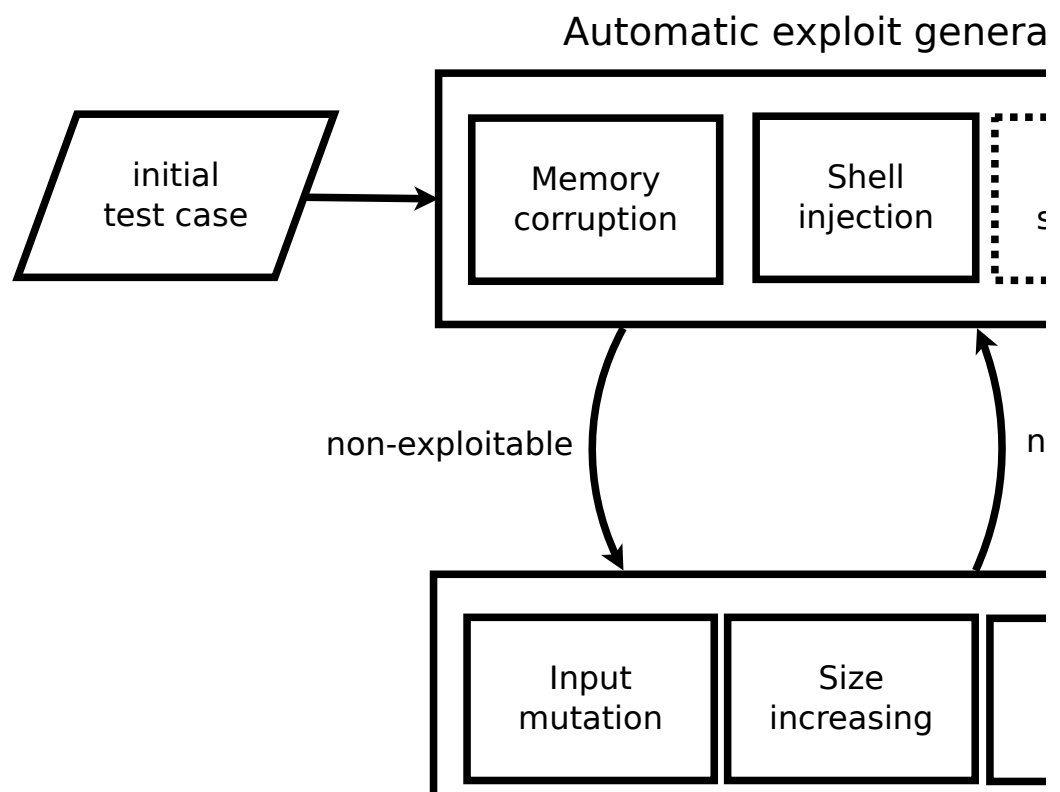 Automatic exploit genera
initial
test case
Memory
corruption
Shell
injection
s
non-exploitable
n
Input
mutation
Size
increasing